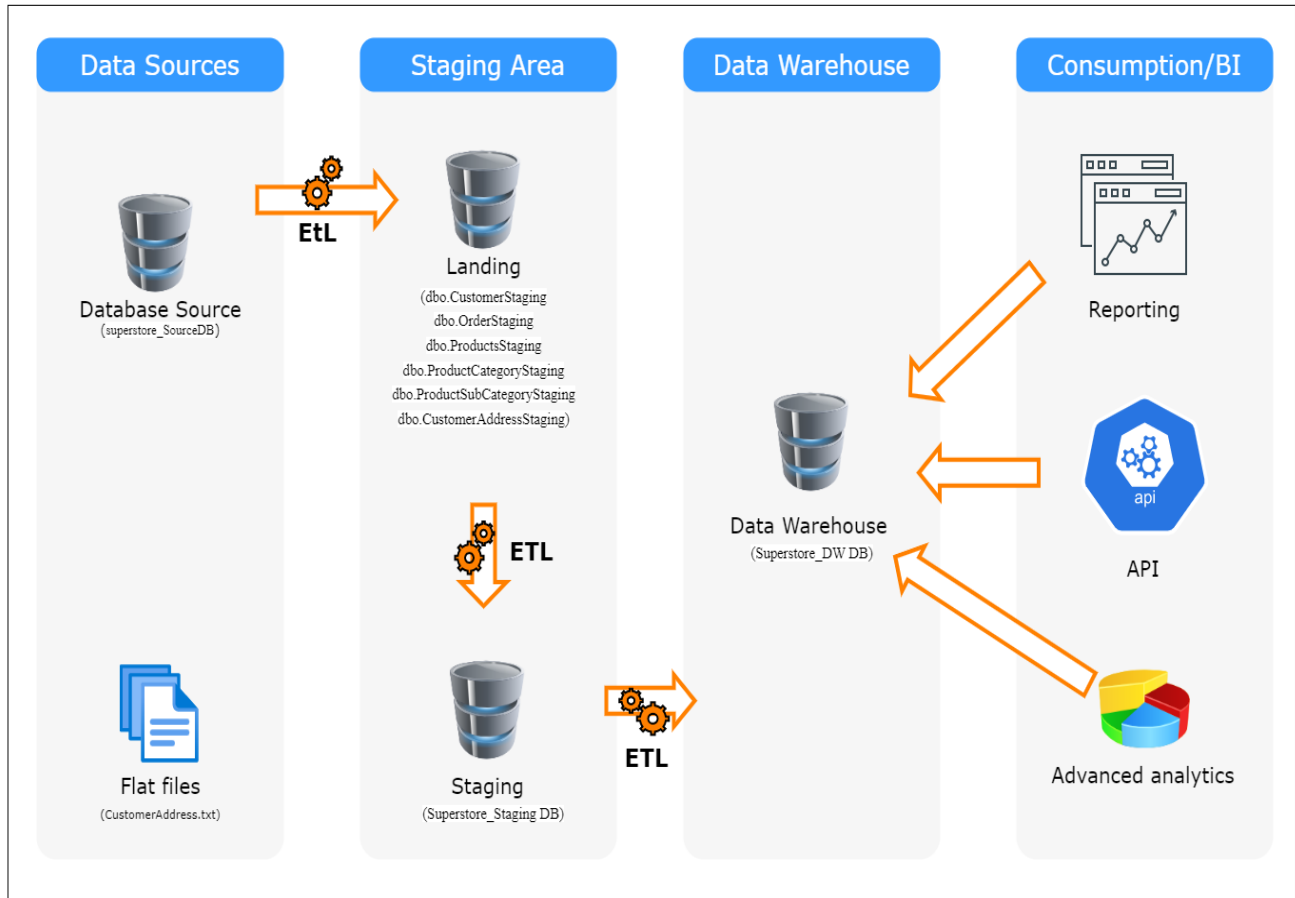 Data Sources
Staging Area
Data Warehouse
Consumption/BI
EtL
Database Source
(superstore_SourceDB)
Landing
(dbo.CustomerStaging
dbo.OrderStaging
dbo.ProductsStaging
dbo.ProductCategoryStaging
dbo.ProductSubCategoryStaging
dbo.CustomerAddressStaging)
Reporting
api
API
Data Warehouse
(Superstore_DW DB)
ETL
Flat files
(CustomerAddress.txt)
Staging
(Superstore_Staging DB)
ETL
Advanced analytics